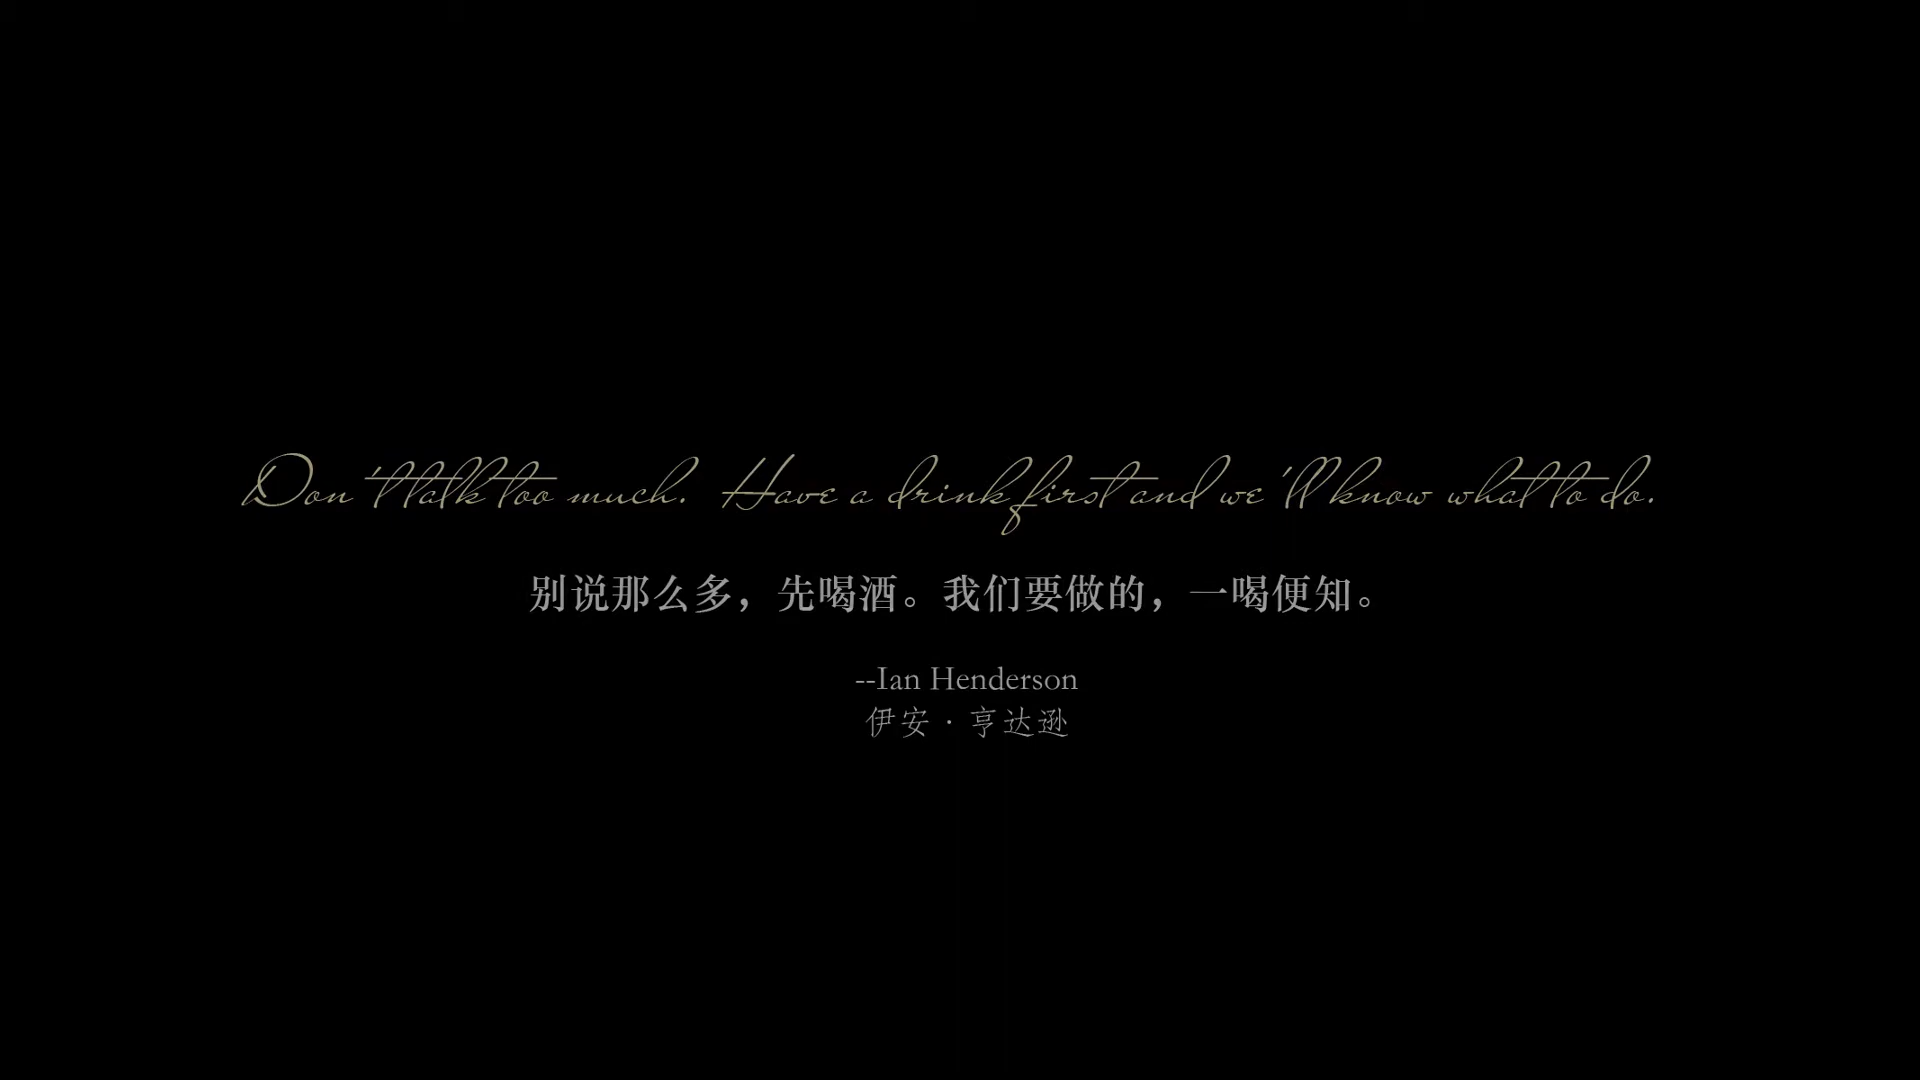 Don't talk too much. Have a drink first and we'll know what to do.
别说那么多，先喝酒。我们要做的，一喝便知。
--Ian Henderson
伊安·亨达逊